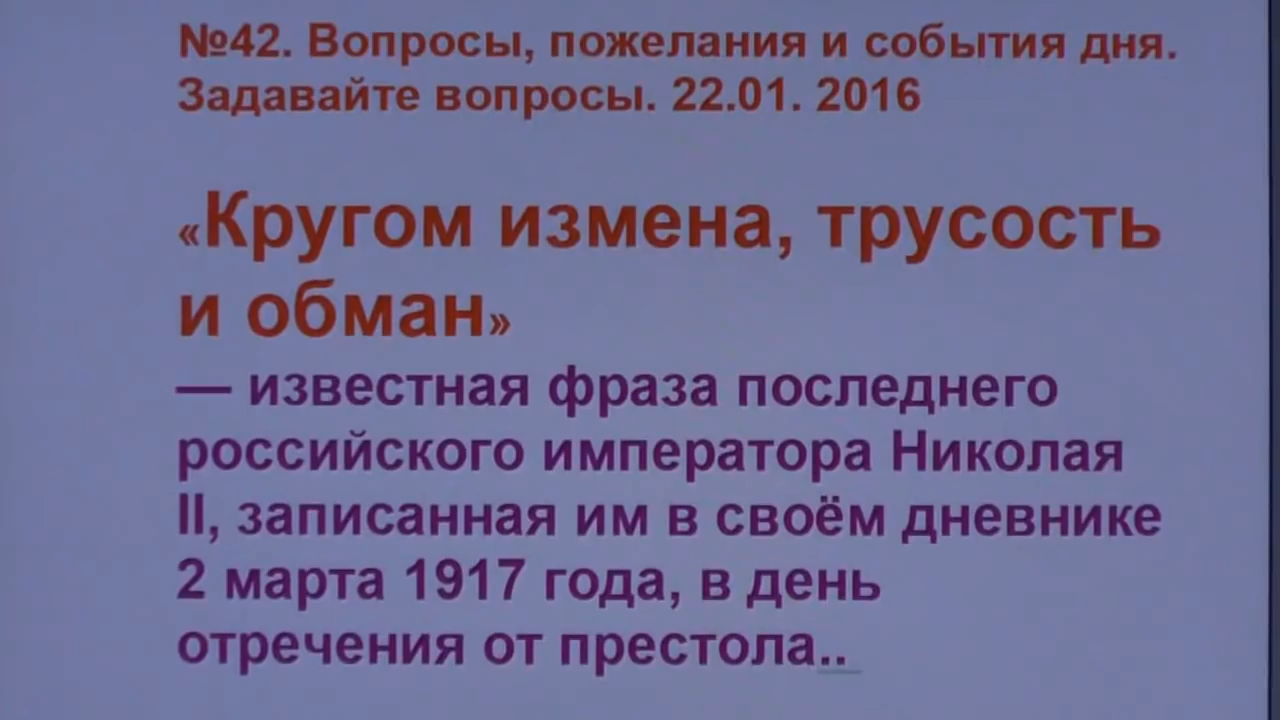 №42. Вопросы, пожелания и события дня.
Задавайте вопросы. 22.01. 2016
«Кругом измена, трусость
и обман»
— известная фраза последнего
российского императора Николая
II, записанная им в своём дневнике
2 марта 1917 года, в день
отречения от престола..